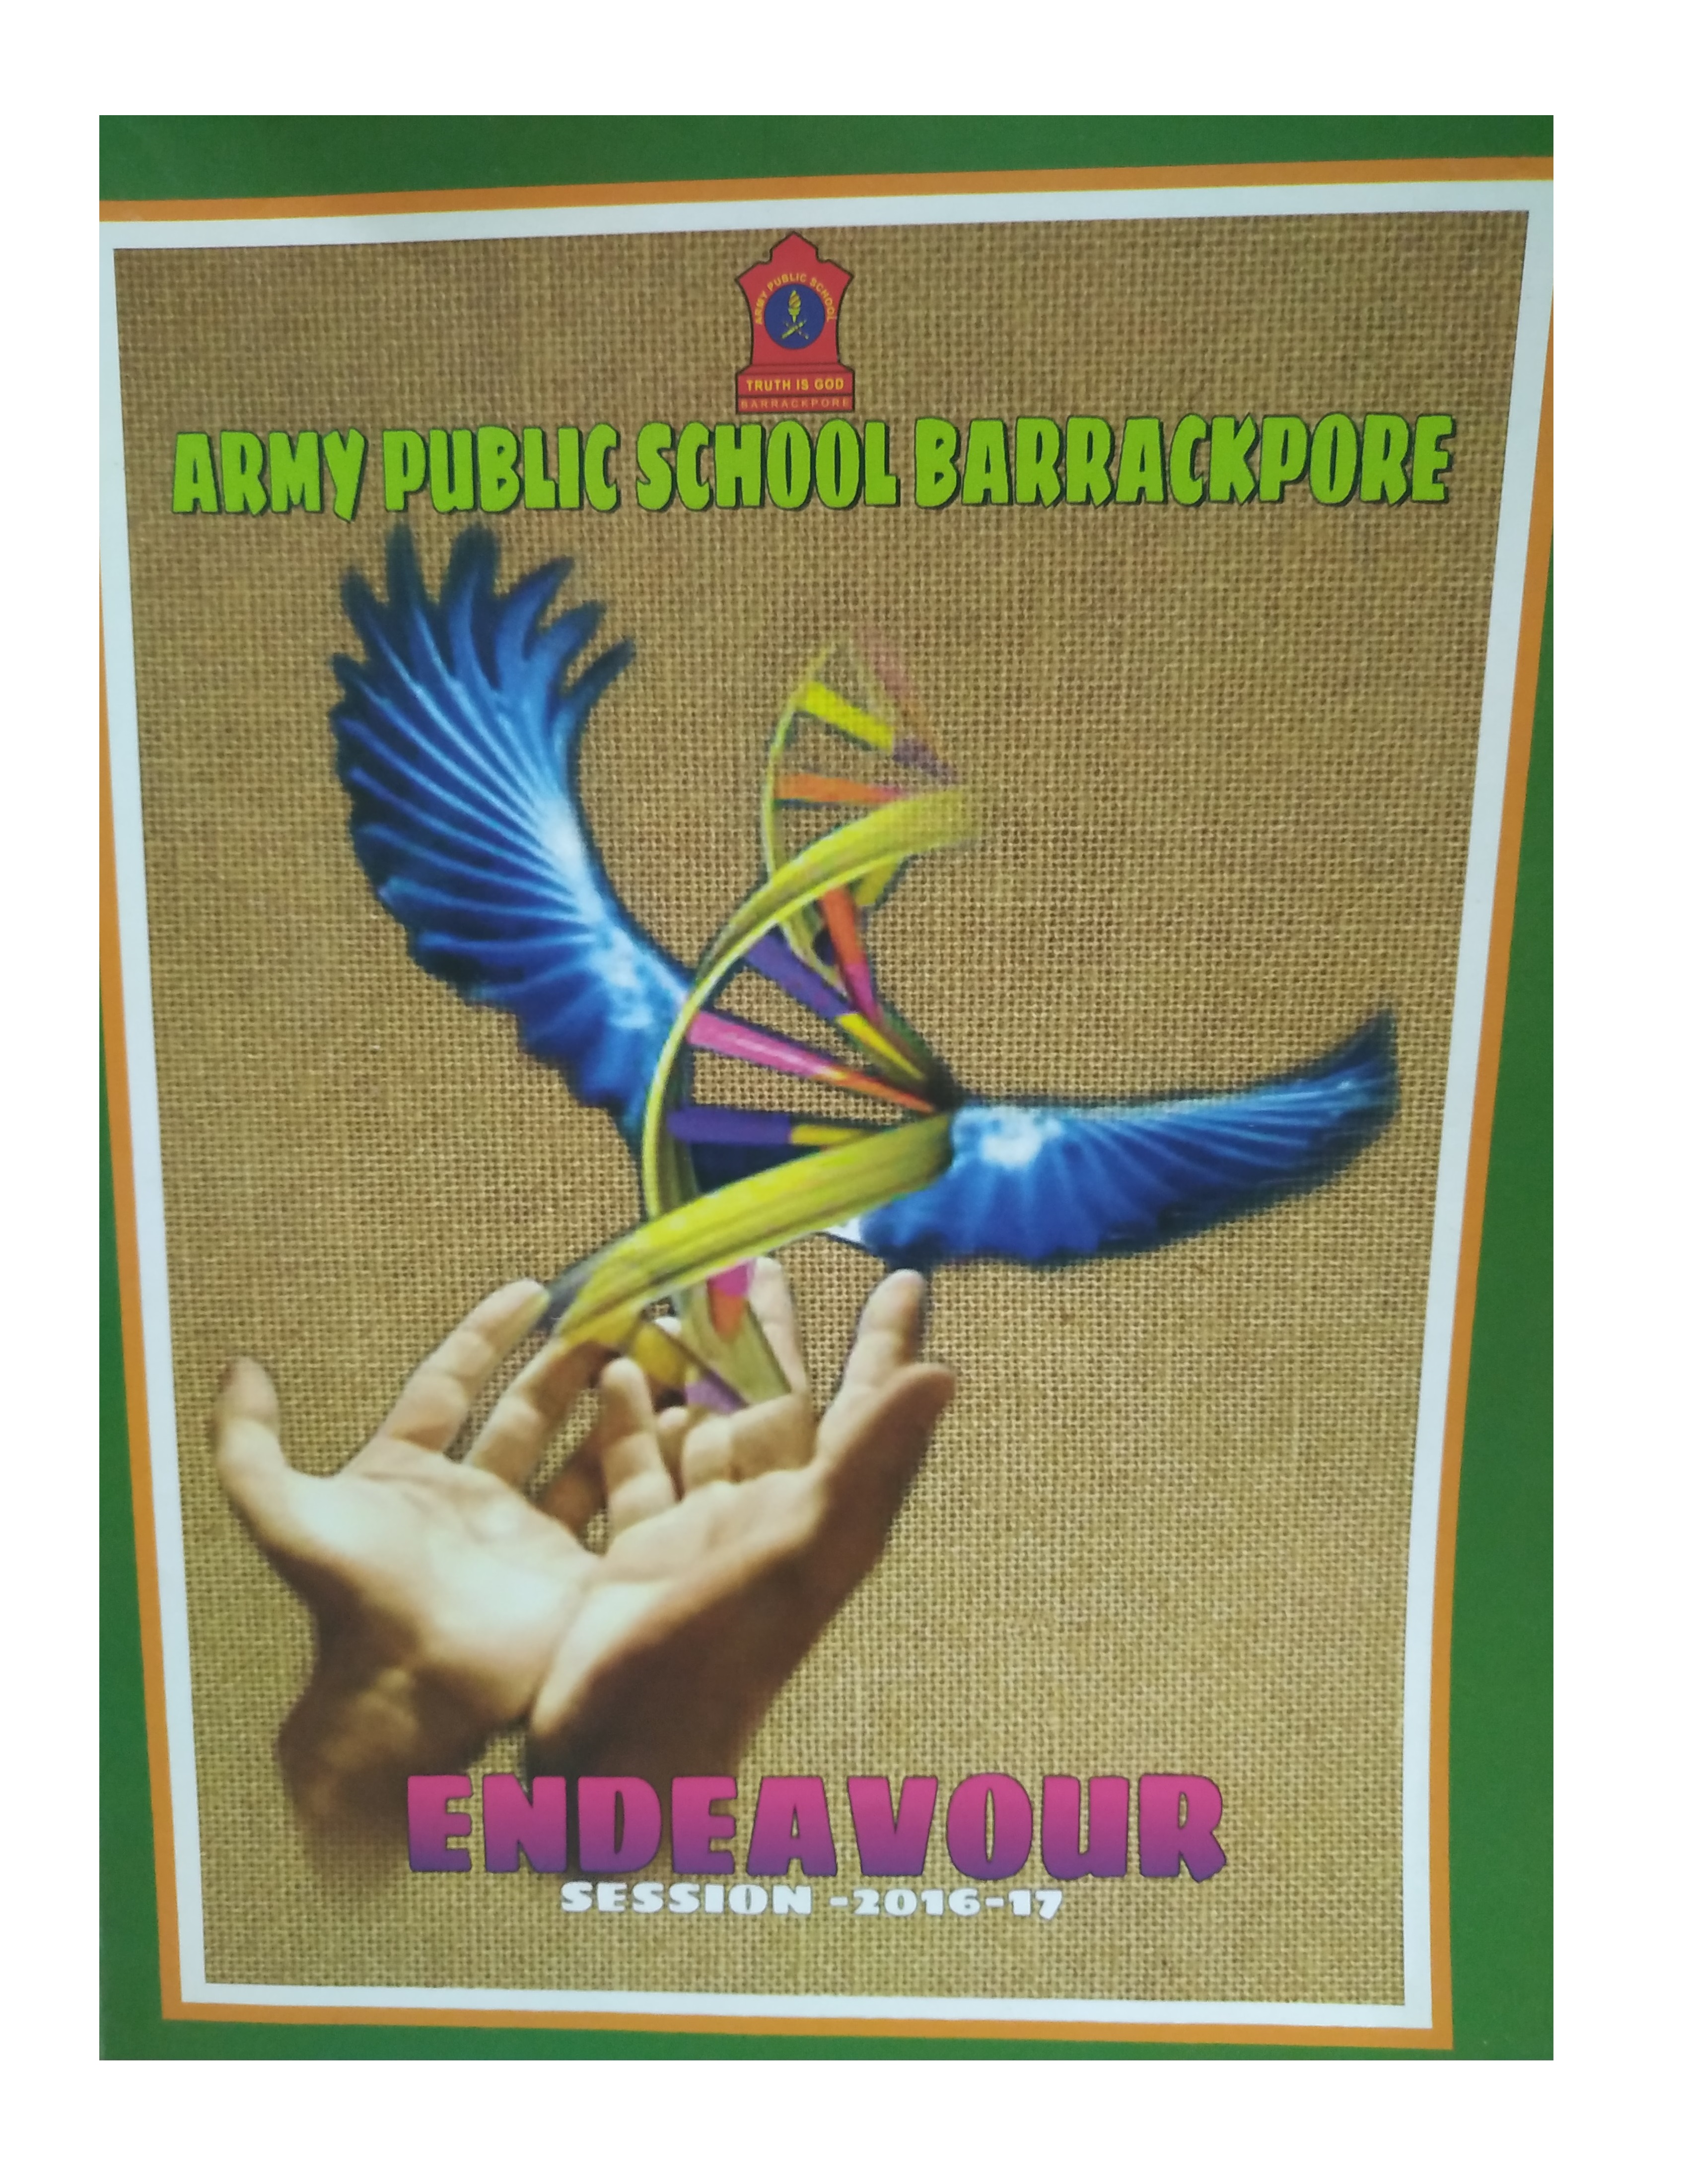 ARMY PUBLIC SCHOOL
TRUTH IS GOD
BARRACKPORE
ARMY PUBLIC SCHOOL BARRACKPORE
ENDEAVOUR
SESSION -2016-17